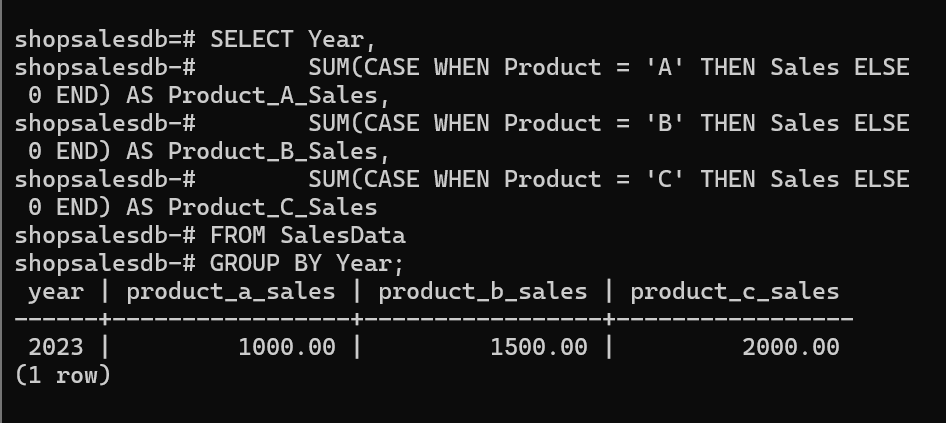 shopsalesdb=# SELECT Year,
shopsalesdb-#        SUM(CASE WHEN Product = 'A' THEN Sales ELSE
 0 END) AS Product_A_Sales,
shopsalesdb-#        SUM(CASE WHEN Product = 'B' THEN Sales ELSE
 0 END) AS Product_B_Sales,
shopsalesdb-#        SUM(CASE WHEN Product = 'C' THEN Sales ELSE
 0 END) AS Product_C_Sales
shopsalesdb-# FROM SalesData
shopsalesdb-# GROUP BY Year;
 year | product_a_sales | product_b_sales | product_c_sales
------+-----------------+-----------------+-----------------
 2023 |         1000.00 |         1500.00 |         2000.00
(1 row)